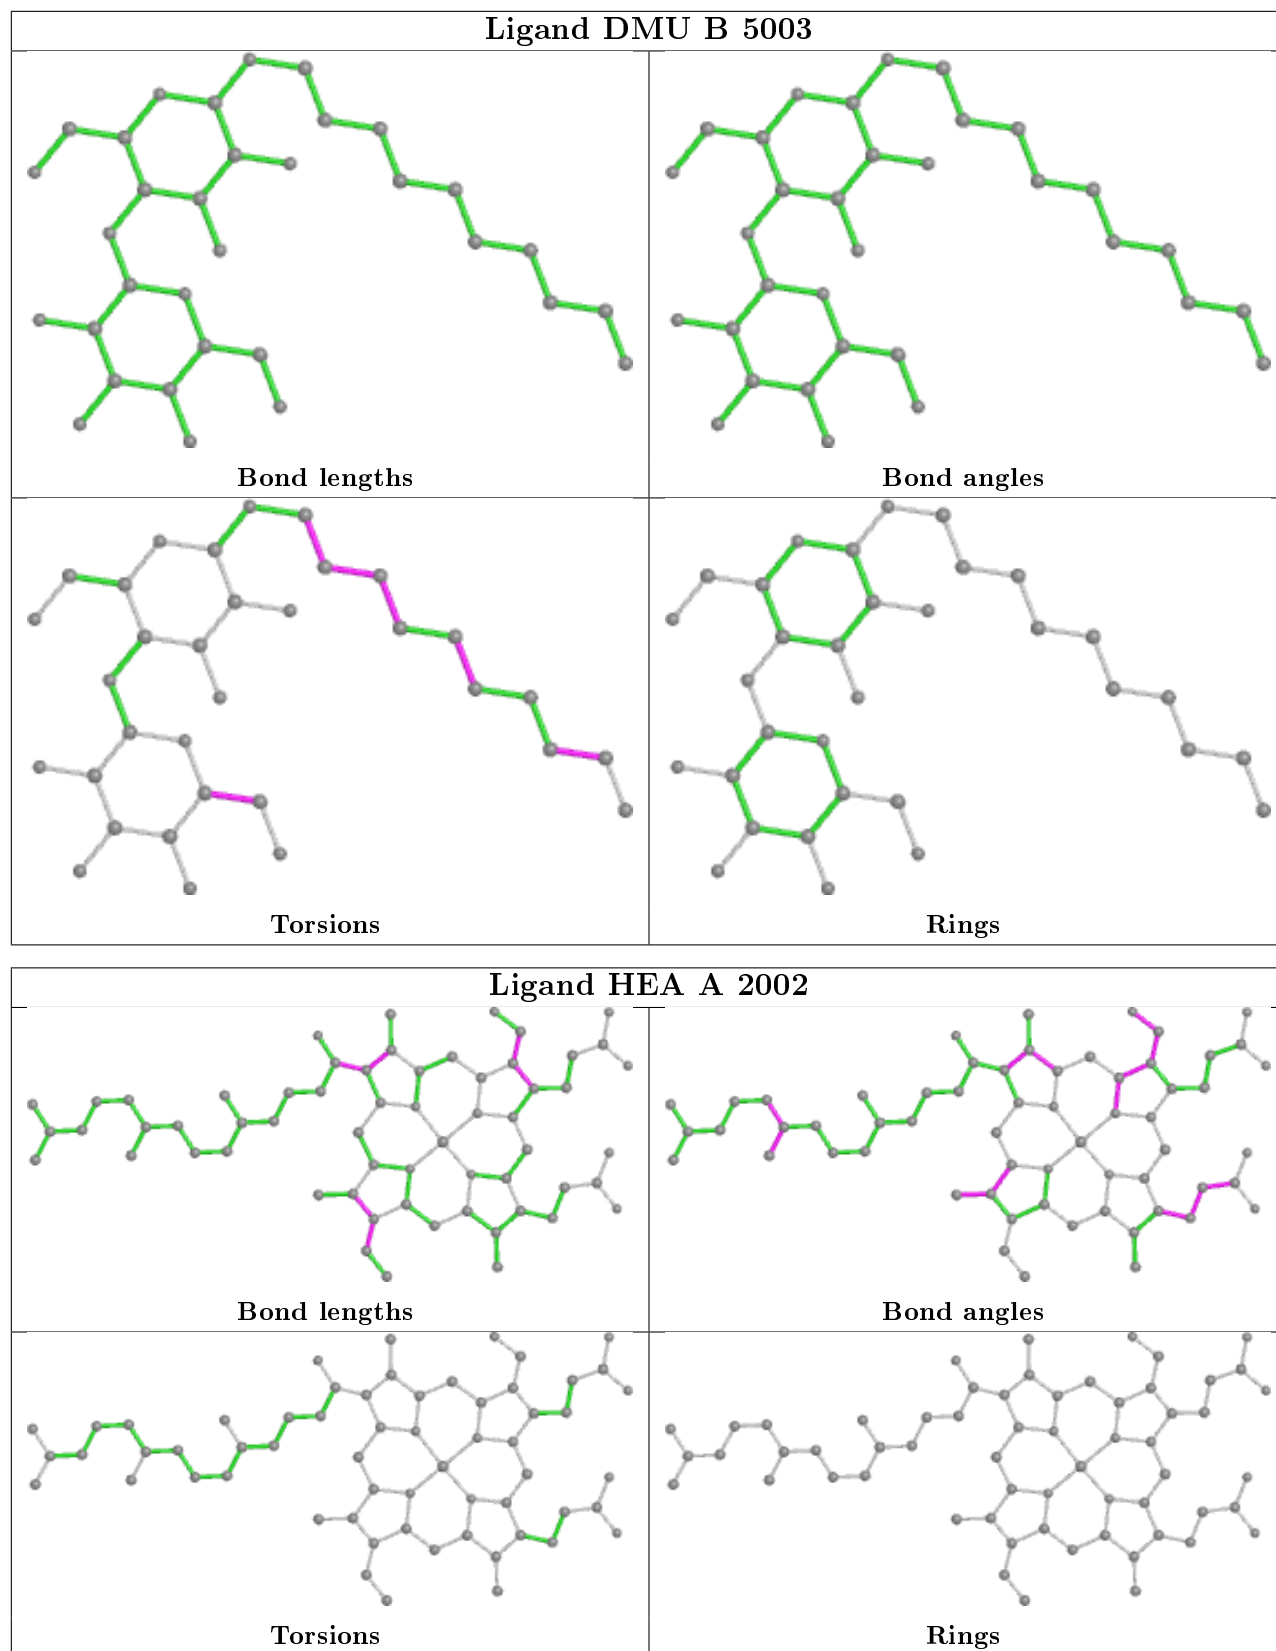 Ligand DMU B 5003
Bond lengths
Bond angles
Torsions
Rings
Ligand HEA A 2002
Bond lengths
Bond angles
Torsions
Rings